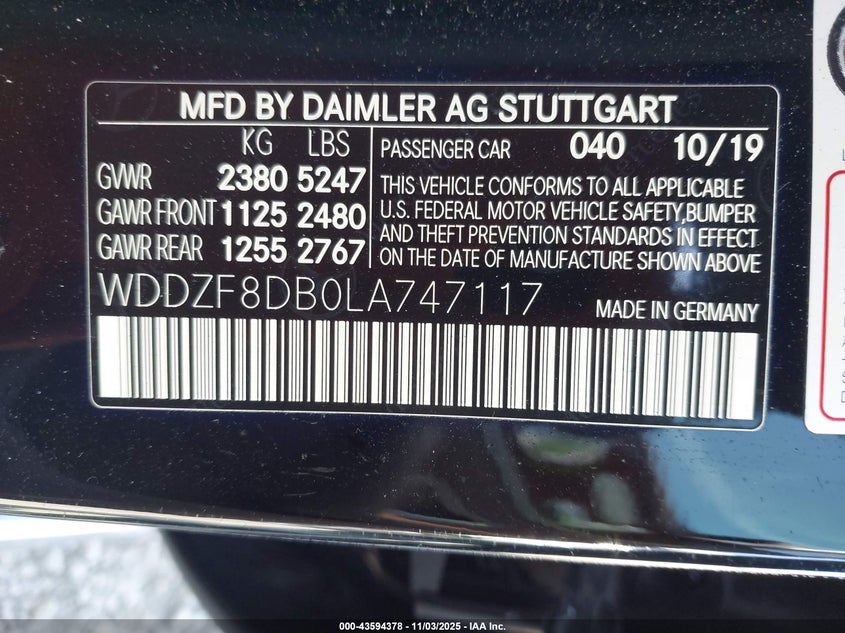 MFD BY DAIMLER AG STUTTGART
KG LBS
GVWR 2380 5247
GAWR FRONT 1125 2480
GAWR REAR 1255 2767
PASSENGER CAR 040 10/19
THIS VEHICLE CONFORMS TO ALL APPLICABLE
U.S. FEDERAL MOTOR VEHICLE SAFETY, BUMPER
AND THEFT PREVENTION STANDARDS IN EFFECT
ON THE DATE OF MANUFACTURE SHOWN ABOVE
WDDZF8DB0LA747117
MADE IN GERMANY
000-43594378 - 11/03/2025 - IAA Inc.